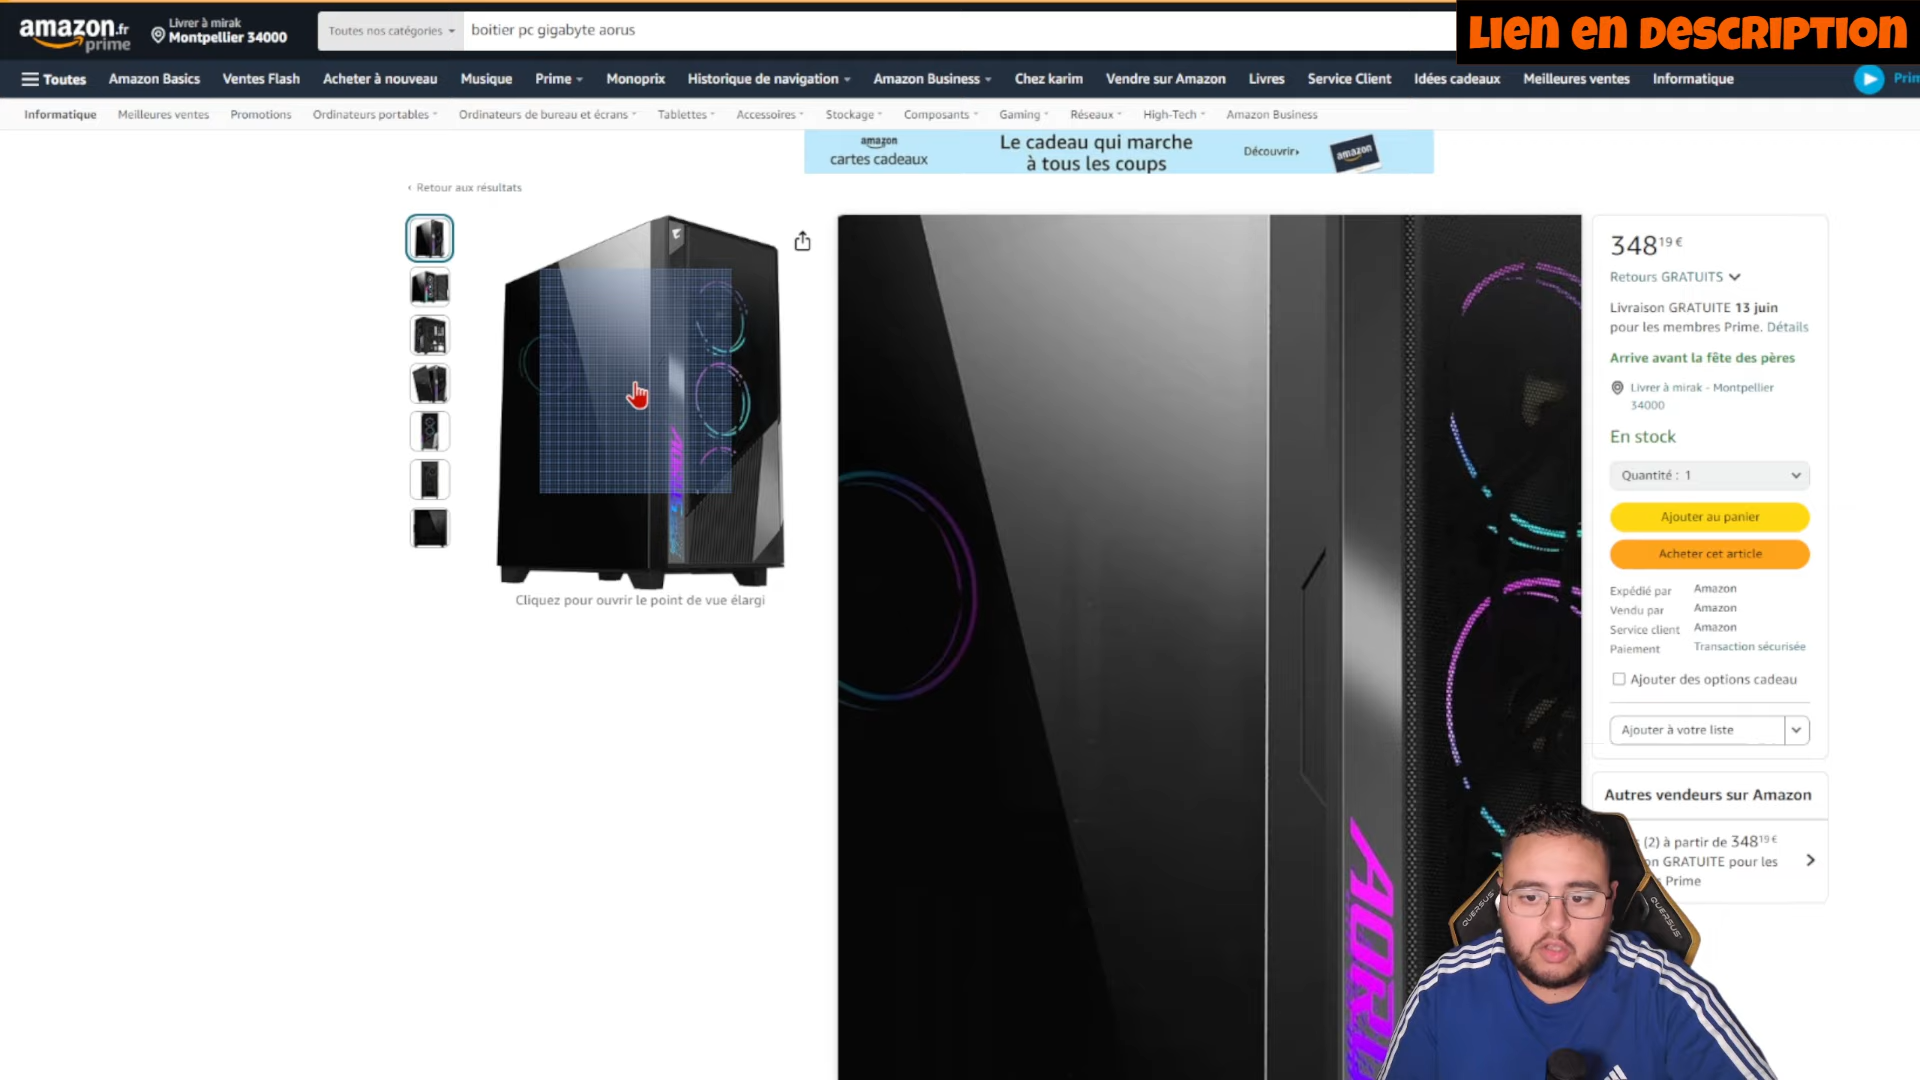 amazon.fr
prime
Livrer à mirak
Montpellier 34000
Toutes nos catégories
boitier pc gigabyte aorus
Lien en description
Toutes
Amazon Basics
Ventes Flash
Acheter à nouveau
Musique
Prime
Monoprix
Historique de navigation
Amazon Business
Chez karim
Vendre sur Amazon
Livres
Service Client
Idées cadeaux
Meilleures ventes
Informatique
Informatique
Meilleures ventes
Promotions
Ordinateurs portables
Ordinateurs de bureau et écrans
Tablettes
Accessoires
Stockage
Composants
Gaming
Réseaux
High-Tech
Amazon Business
amazon
cartes cadeaux
Le cadeau qui marche
à tous les coups
Découvrir›
amazon
‹ Retour aux résultats
AORUS
Cliquez pour ouvrir le point de vue élargi
34819€
Retours GRATUITS
Livraison GRATUITE 13 juin
pour les membres Prime. Détails
Arrive avant la fête des pères
Livrer à mirak - Montpellier
34000
En stock
Quantité : 1
Ajouter au panier
Acheter cet article
Expédié par Amazon
Vendu par Amazon
Service client Amazon
Paiement Transaction sécurisée
Ajouter des options cadeau
Ajouter à votre liste
Autres vendeurs sur Amazon
(2) à partir de 34819€
GRATUITE pour les
Prime
QUERSUS
QUERSUS